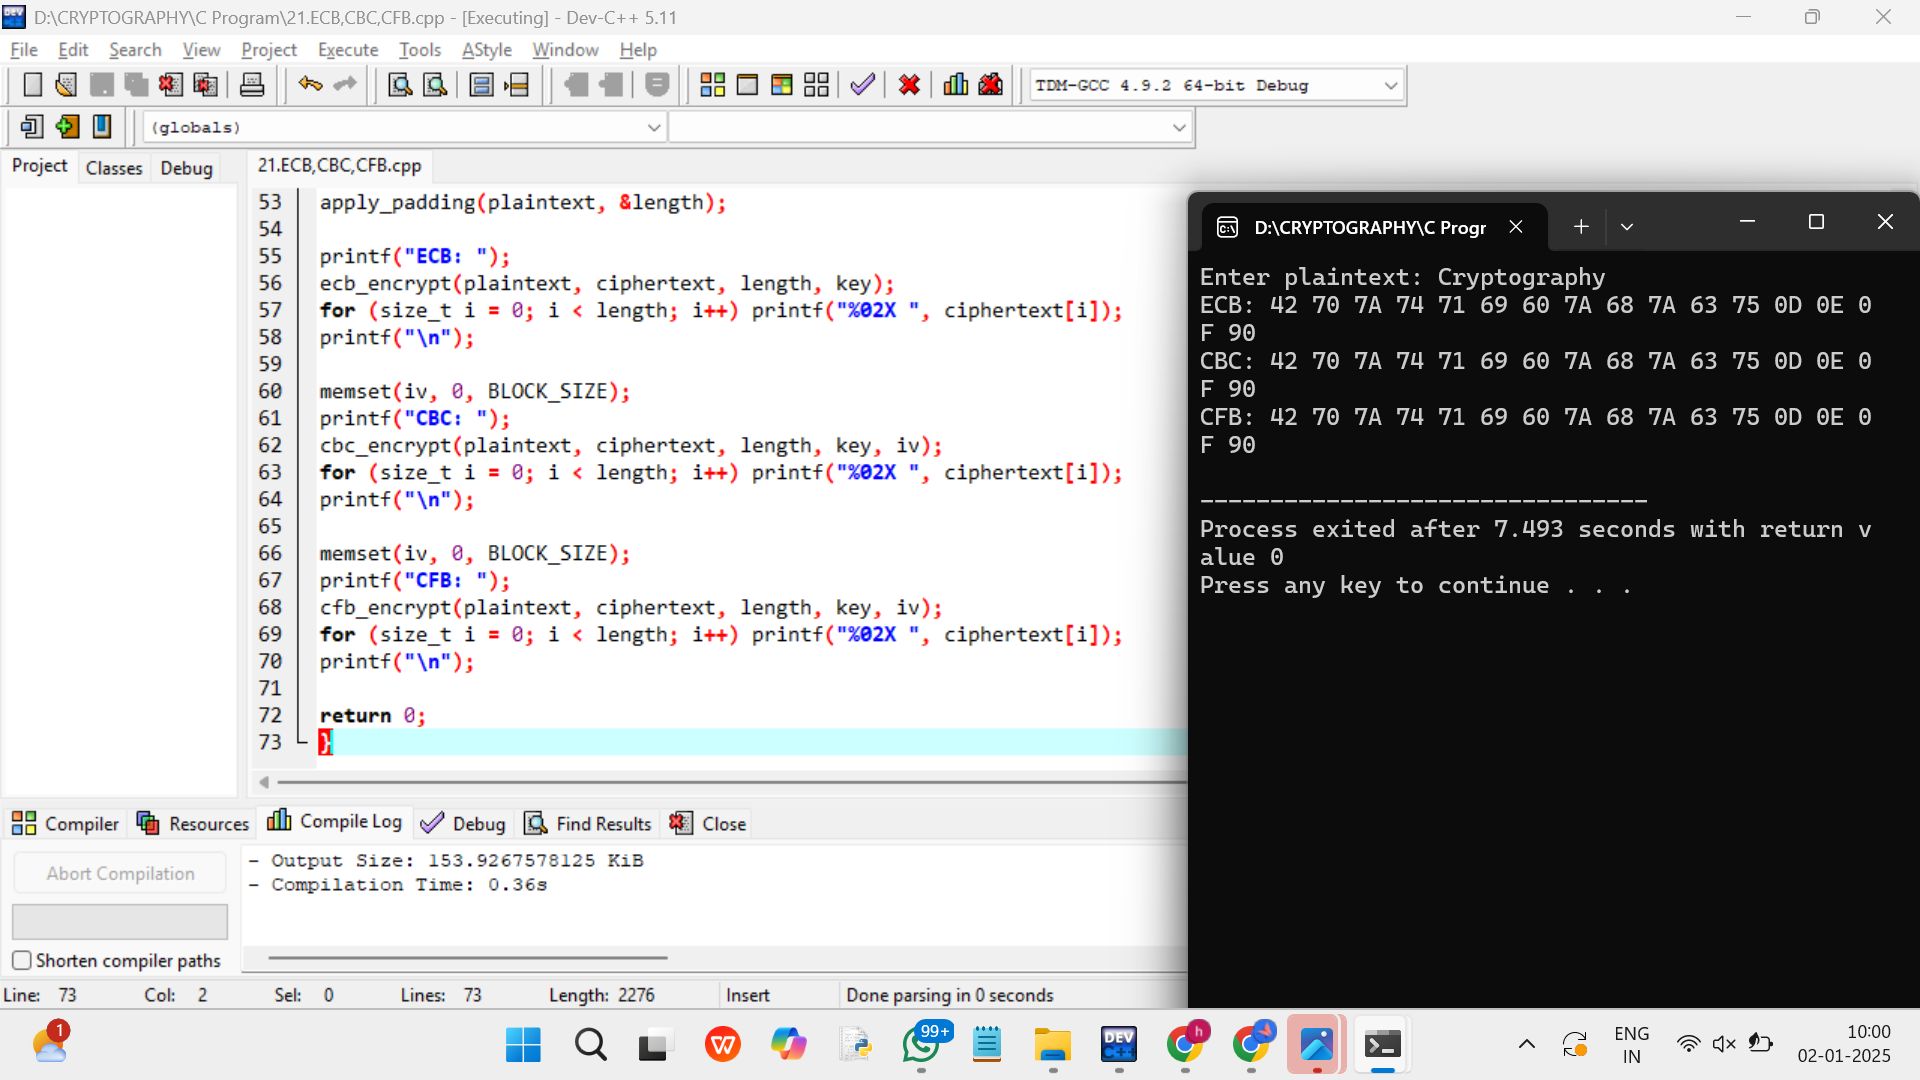 D:\CRYPTOGRAPHY\C Program\21.ECB,CBC,CFB.cpp - [Executing] - Dev-C++ 5.11
File Edit Search View Project Execute Tools AStyle Window Help
TDM-GCC 4.9.2 64-bit Debug
(globals)
Project Classes Debug
21.ECB,CBC,CFB.cpp
53 apply_padding(plaintext, &length);
54
55 printf("ECB: ");
56 ecb_encrypt(plaintext, ciphertext, length, key);
57 for (size_t i = 0; i < length; i++) printf("%02X ", ciphertext[i]);
58 printf("\n");
59
60 memset(iv, 0, BLOCK_SIZE);
61 printf("CBC: ");
62 cbc_encrypt(plaintext, ciphertext, length, key, iv);
63 for (size_t i = 0; i < length; i++) printf("%02X ", ciphertext[i]);
64 printf("\n");
65
66 memset(iv, 0, BLOCK_SIZE);
67 printf("CFB: ");
68 cfb_encrypt(plaintext, ciphertext, length, key, iv);
69 for (size_t i = 0; i < length; i++) printf("%02X ", ciphertext[i]);
70 printf("\n");
71
72 return 0;
73 }
D:\CRYPTOGRAPHY\C Progr
Enter plaintext: Cryptography
ECB: 42 70 7A 74 71 69 60 7A 68 7A 63 75 0D 0E 0
F 90
CBC: 42 70 7A 74 71 69 60 7A 68 7A 63 75 0D 0E 0
F 90
CFB: 42 70 7A 74 71 69 60 7A 68 7A 63 75 0D 0E 0
F 90
--------------------------------
Process exited after 7.493 seconds with return v
alue 0
Press any key to continue . . .
Compiler Resources Compile Log Debug Find Results Close
Abort Compilation
Shorten compiler paths
- Output Size: 153.9267578125 KiB
- Compilation Time: 0.36s
Line: 73 Col: 2 Sel: 0 Lines: 73 Length: 2276 Insert Done parsing in 0 seconds
1
W
99+
DEV
C++
h
ENG
IN
10:00
02-01-2025